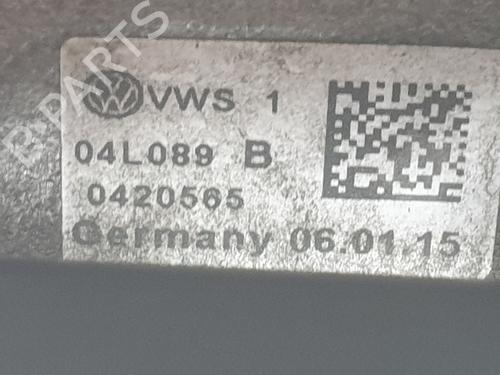 VWS 1
04L089 B
0420565
Germany 06.01.15
B-PARTS